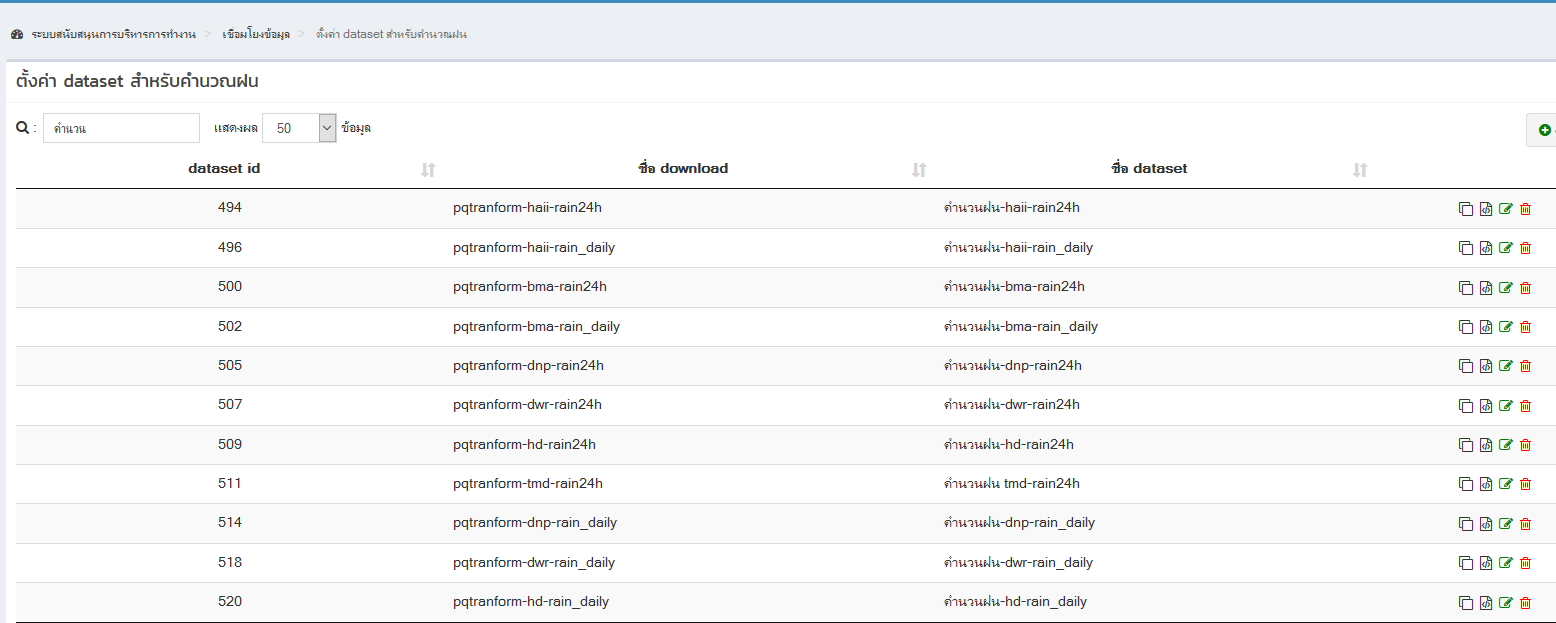 ระบบสนับสนุนการบริหารการทำงาน > เชื่อมโยงข้อมูล > ตั้งค่า dataset สำหรับคำนวณฝน
ตั้งค่า dataset สำหรับคำนวณฝน
: คำนวน แสดงผล 50 ข้อมูล
dataset id ชื่อ download ชื่อ dataset
494 pqtranform-haii-rain24h คำนวนฝน-haii-rain24h
496 pqtranform-haii-rain_daily คำนวนฝน-haii-rain_daily
500 pqtranform-bma-rain24h คำนวนฝน-bma-rain24h
502 pqtranform-bma-rain_daily คำนวนฝน-bma-rain_daily
505 pqtranform-dnp-rain24h คำนวนฝน-dnp-rain24h
507 pqtranform-dwr-rain24h คำนวนฝน-dwr-rain24h
509 pqtranform-hd-rain24h คำนวนฝน-hd-rain24h
511 pqtranform-tmd-rain24h คำนวนฝน tmd-rain24h
514 pqtranform-dnp-rain_daily คำนวนฝน-dnp-rain_daily
518 pqtranform-dwr-rain_daily คำนวนฝน-dwr-rain_daily
520 pqtranform-hd-rain_daily คำนวนฝน-hd-rain_daily